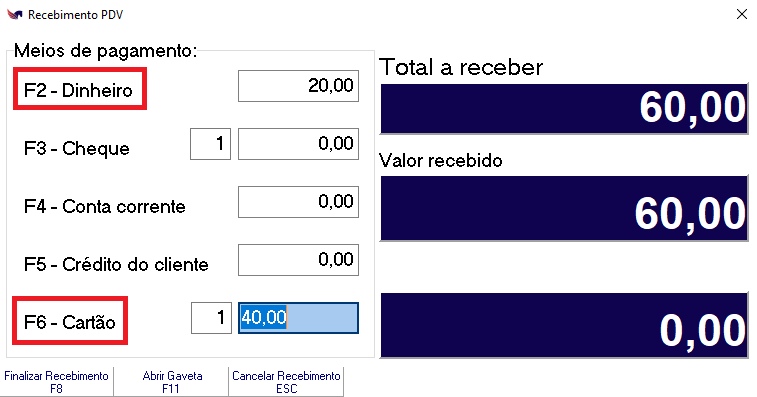 Recebimento PDV
Meios de pagamento:
F2 - Dinheiro 20,00
F3 - Cheque 1 0,00
F4 - Conta corrente 0,00
F5 - Crédito do cliente 0,00
F6 - Cartão 1 40,00
Total a receber
60,00
Valor recebido
60,00
0,00
Finalizar Recebimento
F8
Abrir Gaveta
F11
Cancelar Recebimento
ESC